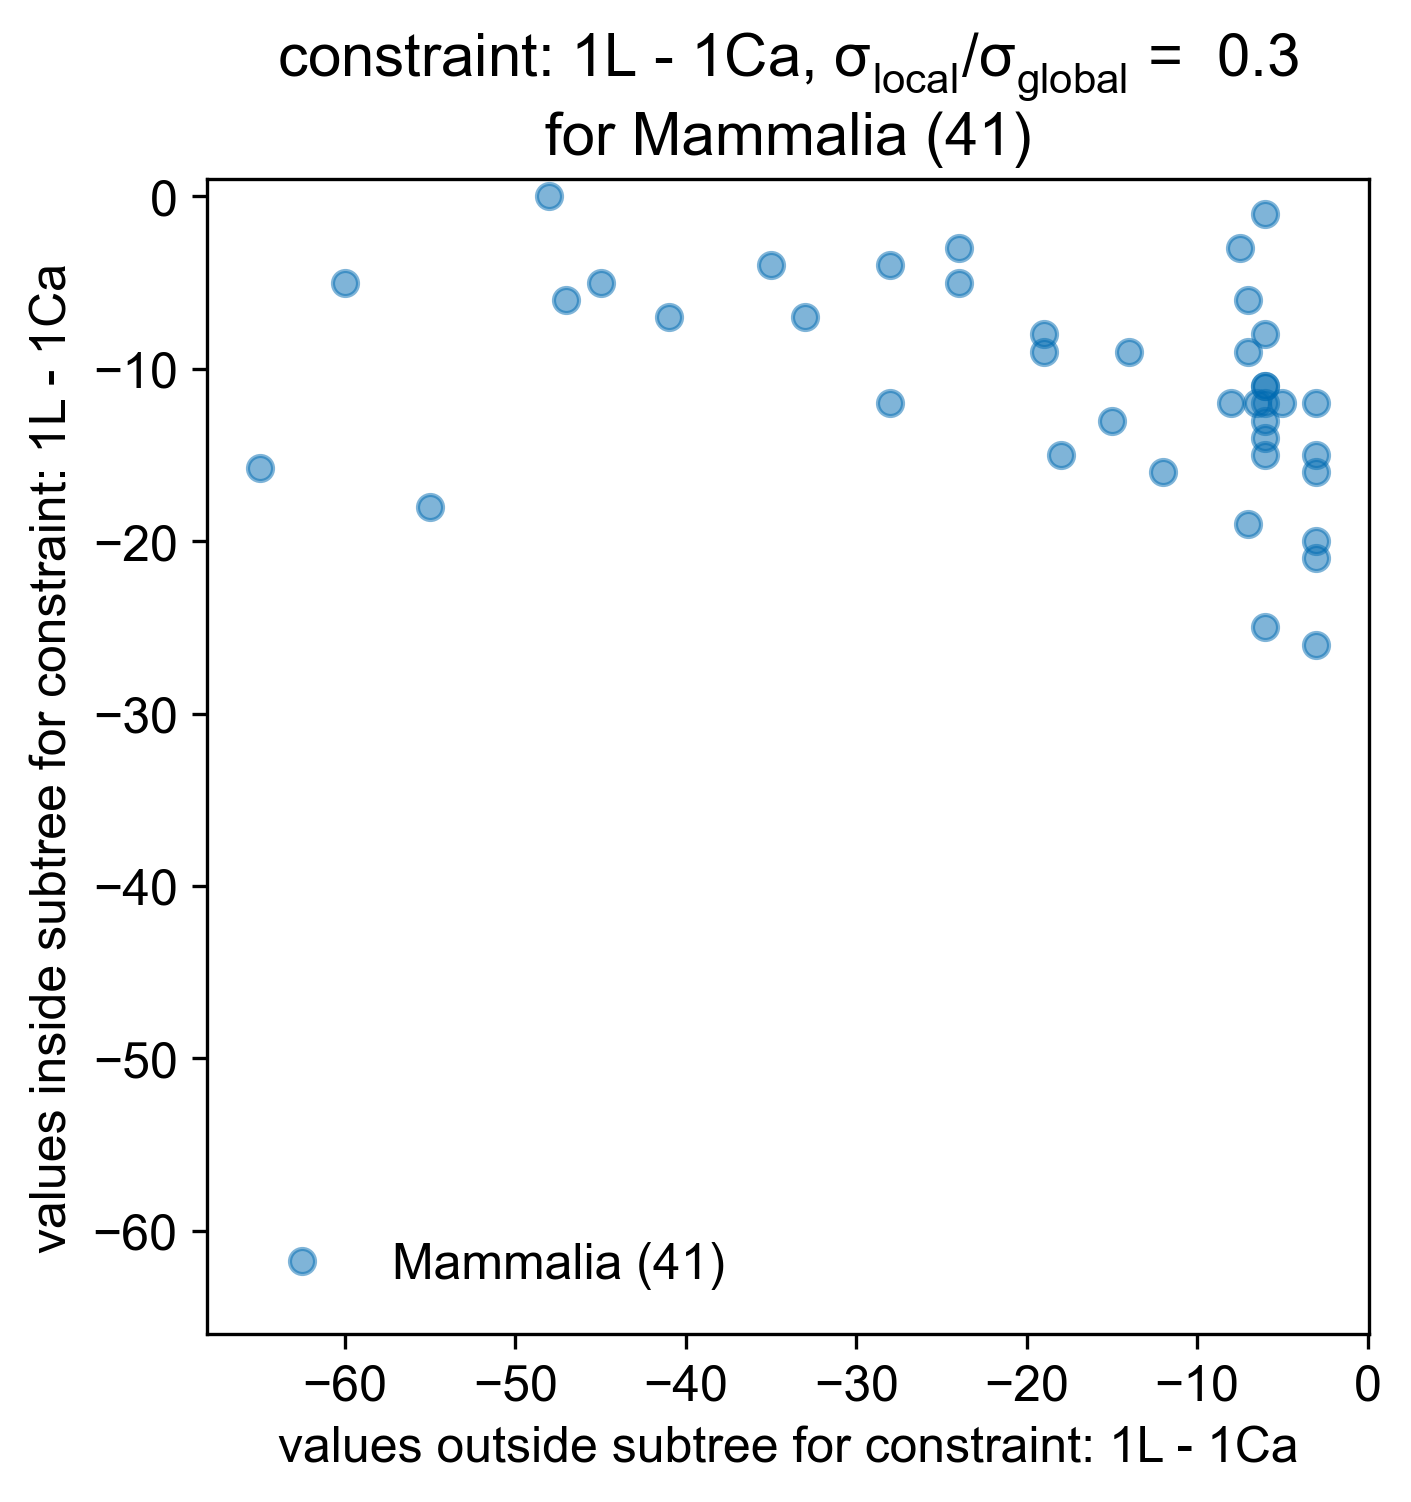 constraint: 1L - 1Ca, σlocal/σglobal = 0.3
for Mammalia (41)
0
−10
−20
−30
−40
−50
−60
values inside subtree for constraint: 1L - 1Ca
Mammalia (41)
−60 −50 −40 −30 −20 −10 0
values outside subtree for constraint: 1L - 1Ca